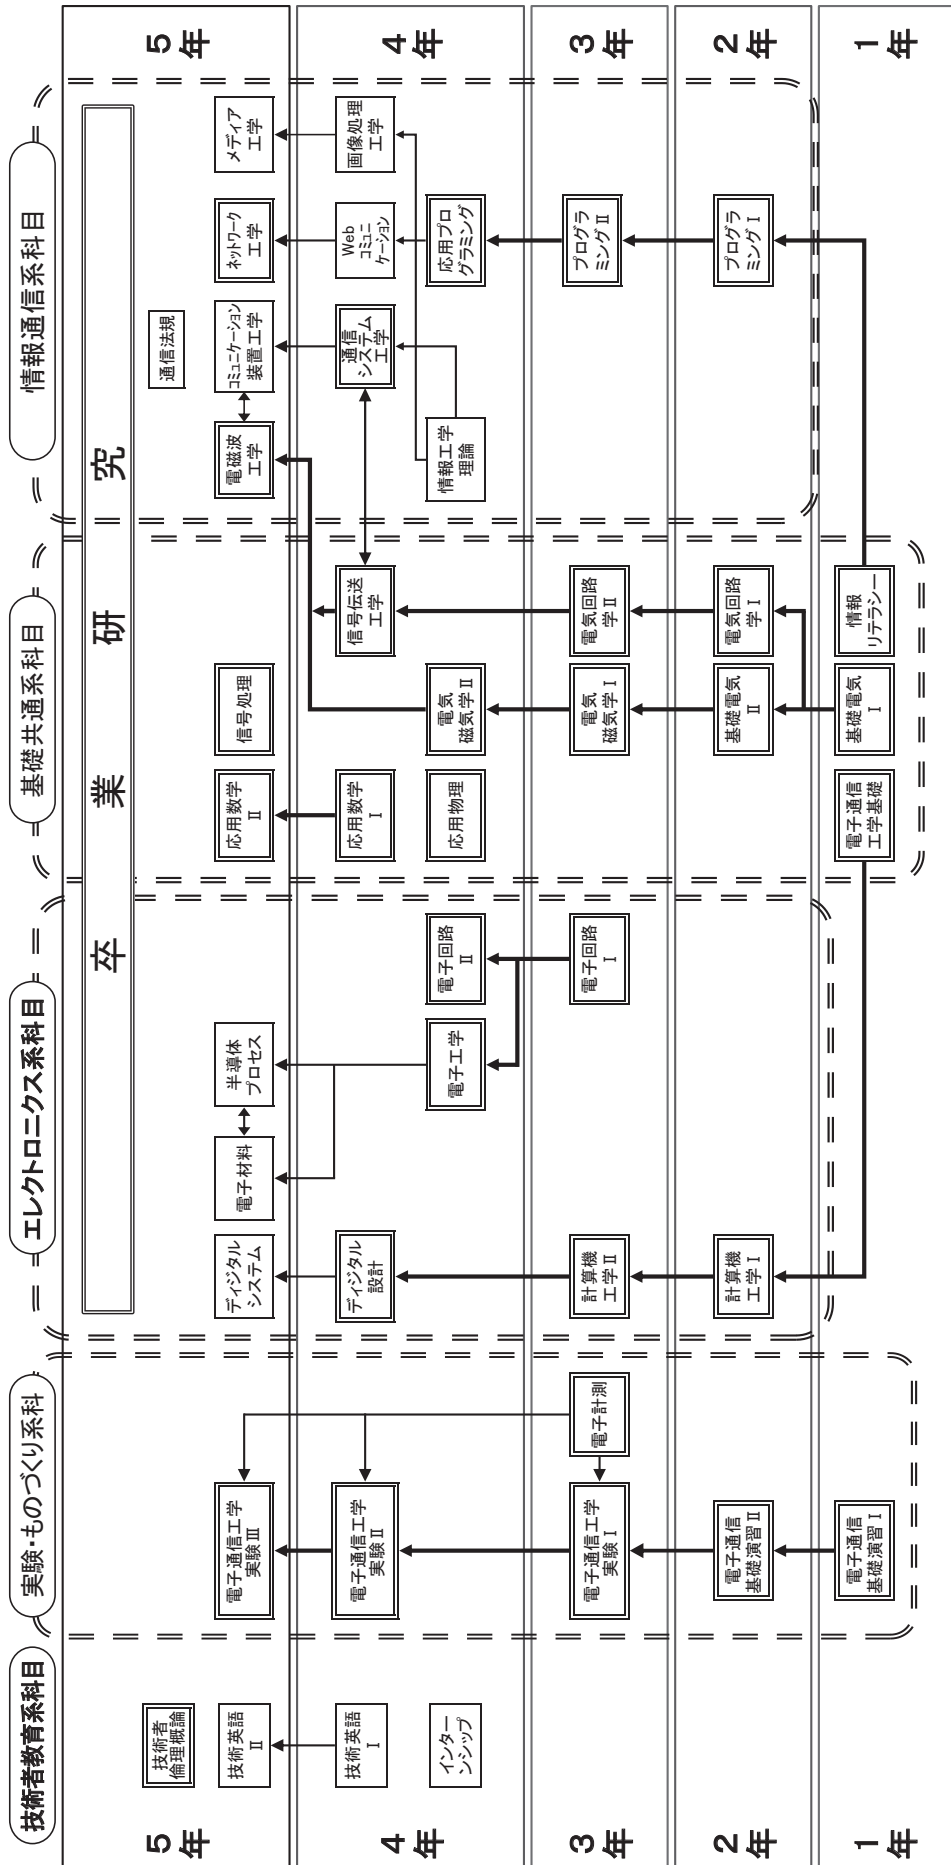 技術者教育系科目
実験・ものづくり系科
エレクトロニクス系科目
基礎共通系科目
情報通信系科目
5年
5年
卒業研究
技術者
倫理概論
通信法規
技術英語
Ⅱ
電子通信工学
実験Ⅲ
ディジタル
システム
電子材料
半導体
プロセス
応用数学
Ⅱ
信号処理
電磁波
工学
コミュニケーション
装置工学
ネットワーク
工学
メディア
工学
4年
4年
技術英語
Ⅰ
電子通信工学
実験Ⅱ
ディジタル
設計
応用数学
Ⅰ
信号伝送
工学
通信
システム
工学
Web
コミュニ
ケーション
画像処理
工学
インター
ンシップ
電子工学
電子回路
Ⅱ
応用物理
電気
磁気学Ⅱ
情報工学
理論
応用プロ
グラミング
3年
3年
電子通信工学
実験Ⅰ
電子計測
計算機
工学Ⅱ
電子回路
Ⅰ
電気
磁気学Ⅰ
電気回路
学Ⅱ
プログラ
ミングⅡ
2年
2年
電子通信
基礎演習Ⅱ
計算機
工学Ⅰ
基礎電気
Ⅱ
電気回路
学Ⅰ
プログラ
ミングⅠ
1年
1年
電子通信
基礎演習Ⅰ
電子通信
工学基礎
基礎電気
Ⅰ
情報
リテラシー